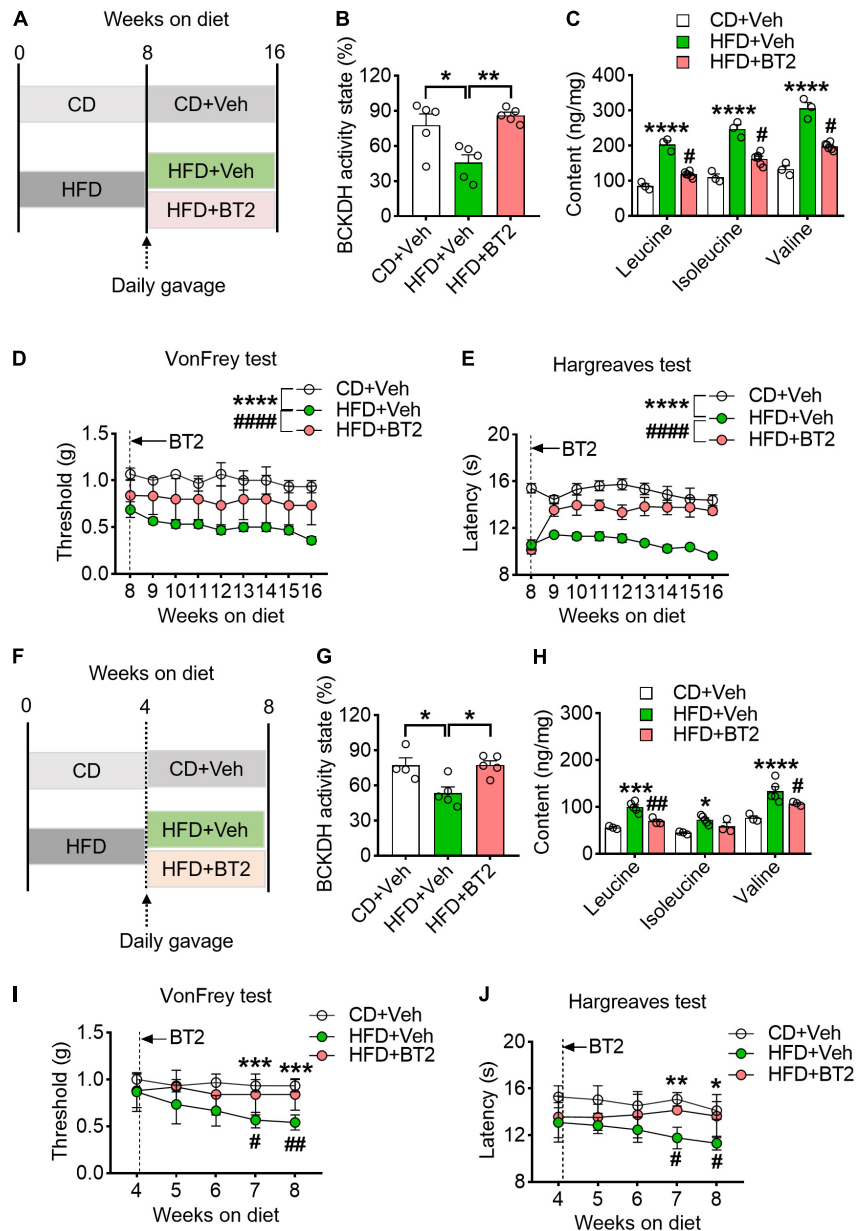 A
Weeks on diet
0 8 16
CD CD+Veh
HFD HFD+Veh
HFD+BT2
Daily gavage
B
BCKDH activity state (%)
120
90
60
30
0
* **
CD+Veh HFD+Veh HFD+BT2
C
CD+Veh
HFD+Veh
HFD+BT2
Content (ng/mg)
400
300
200
100
0
**** # **** # **** #
Leucine Isoleucine Valine
D
VonFrey test
CD+Veh
**** HFD+Veh
#### HFD+BT2
BT2
Threshold (g)
1.5
1.0
0.5
0.0
8 9 10 11 12 13 14 15 16
Weeks on diet
E
Hargreaves test
CD+Veh
**** HFD+Veh
#### HFD+BT2
BT2
Latency (s)
20
16
12
8
8 9 10 11 12 13 14 15 16
Weeks on diet
F
Weeks on diet
0 4 8
CD CD+Veh
HFD HFD+Veh
HFD+BT2
Daily gavage
G
BCKDH activity state (%)
120
90
60
30
0
* *
CD+Veh HFD+Veh HFD+BT2
H
CD+Veh
HFD+Veh
HFD+BT2
Content (ng/mg)
300
200
100
0
*** ## * **** #
Leucine Isoleucine Valine
I
VonFrey test
CD+Veh
HFD+Veh
HFD+BT2
BT2
Threshold (g)
1.5
1.0
0.5
0.0
*** ***
# ##
4 5 6 7 8
Weeks on diet
J
Hargreaves test
CD+Veh
HFD+Veh
HFD+BT2
BT2
Latency (s)
20
16
12
8
** *
# #
4 5 6 7 8
Weeks on diet